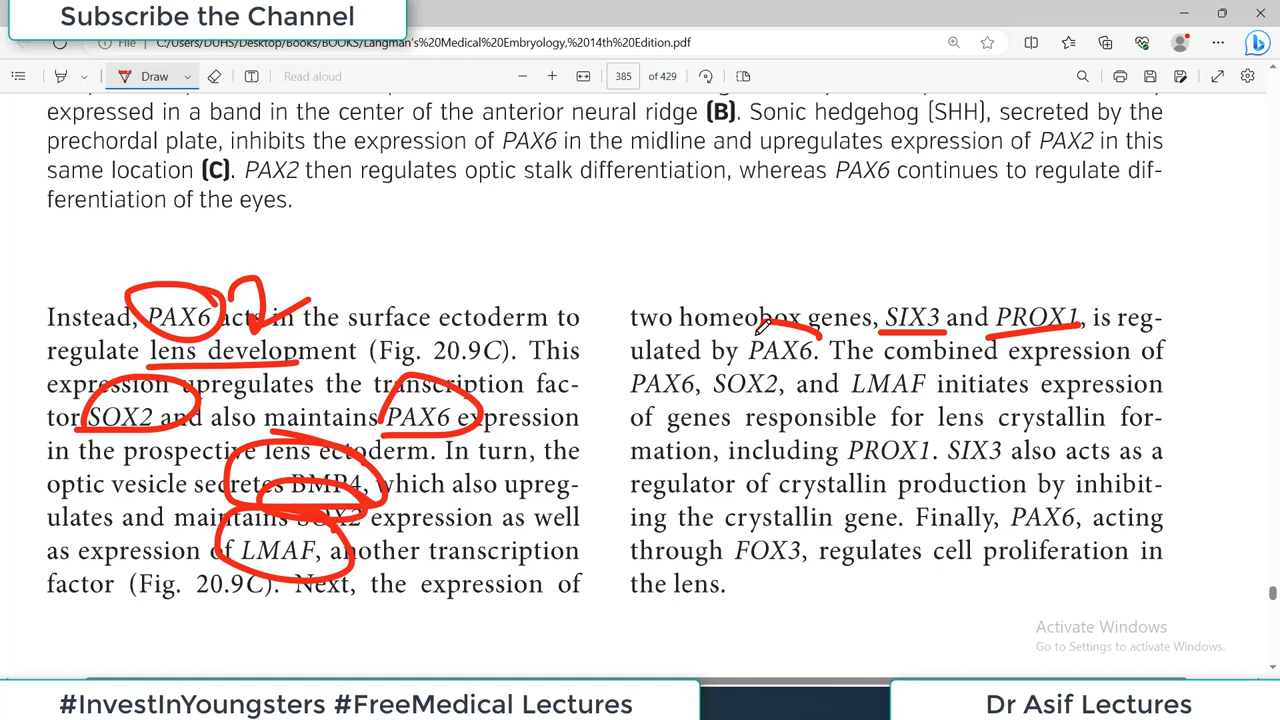 Subscribe the Channel
File
C:/Users/DUHS/Desktop/Books/BOOKS/Langman's%20Medical%20Embryology,%2014th%20Edition.pdf
Draw
Read aloud
385 of 429
expressed in a band in the center of the anterior neural ridge (B). Sonic hedgehog (SHH), secreted by the
prechordal plate, inhibits the expression of PAX6 in the midline and upregulates expression of PAX2 in this
same location (C). PAX2 then regulates optic stalk differentiation, whereas PAX6 continues to regulate dif-
ferentiation of the eyes.
2
Instead, PAX6 acts in the surface ectoderm to
regulate lens development (Fig. 20.9C). This
expression upregulates the transcription fac-
tor SOX2 and also maintains PAX6 expression
in the prospective lens ectoderm. In turn, the
optic vesicle secretes BMP4, which also upreg-
ulates and maintains SOX2 expression as well
as expression of LMAF, another transcription
factor (Fig. 20.9C). Next, the expression of
two homeobox genes, SIX3 and PROX1, is reg-
ulated by PAX6. The combined expression of
PAX6, SOX2, and LMAF initiates expression
of genes responsible for lens crystallin for-
mation, including PROX1. SIX3 also acts as a
regulator of crystallin production by inhibit-
ing the crystallin gene. Finally, PAX6, acting
through FOX3, regulates cell proliferation in
the lens.
Activate Windows
Go to Settings to activate Windows.
#InvestInYoungsters #FreeMedical Lectures
Dr Asif Lectures